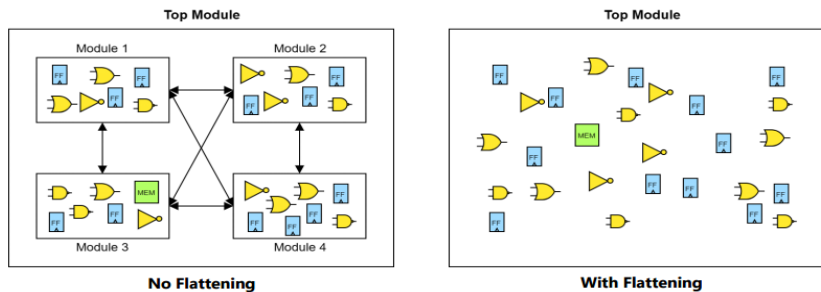 Top Module
Module 1
FF
FF
FF
Module 2
FF
FF
FF
MEM
FF
FF
Module 3
FF
FF
FF
FF
Module 4
No Flattening
Top Module
FF
FF
FF
FF
FF
MEM
FF
FF
FF
FF
FF
FF
With Flattening